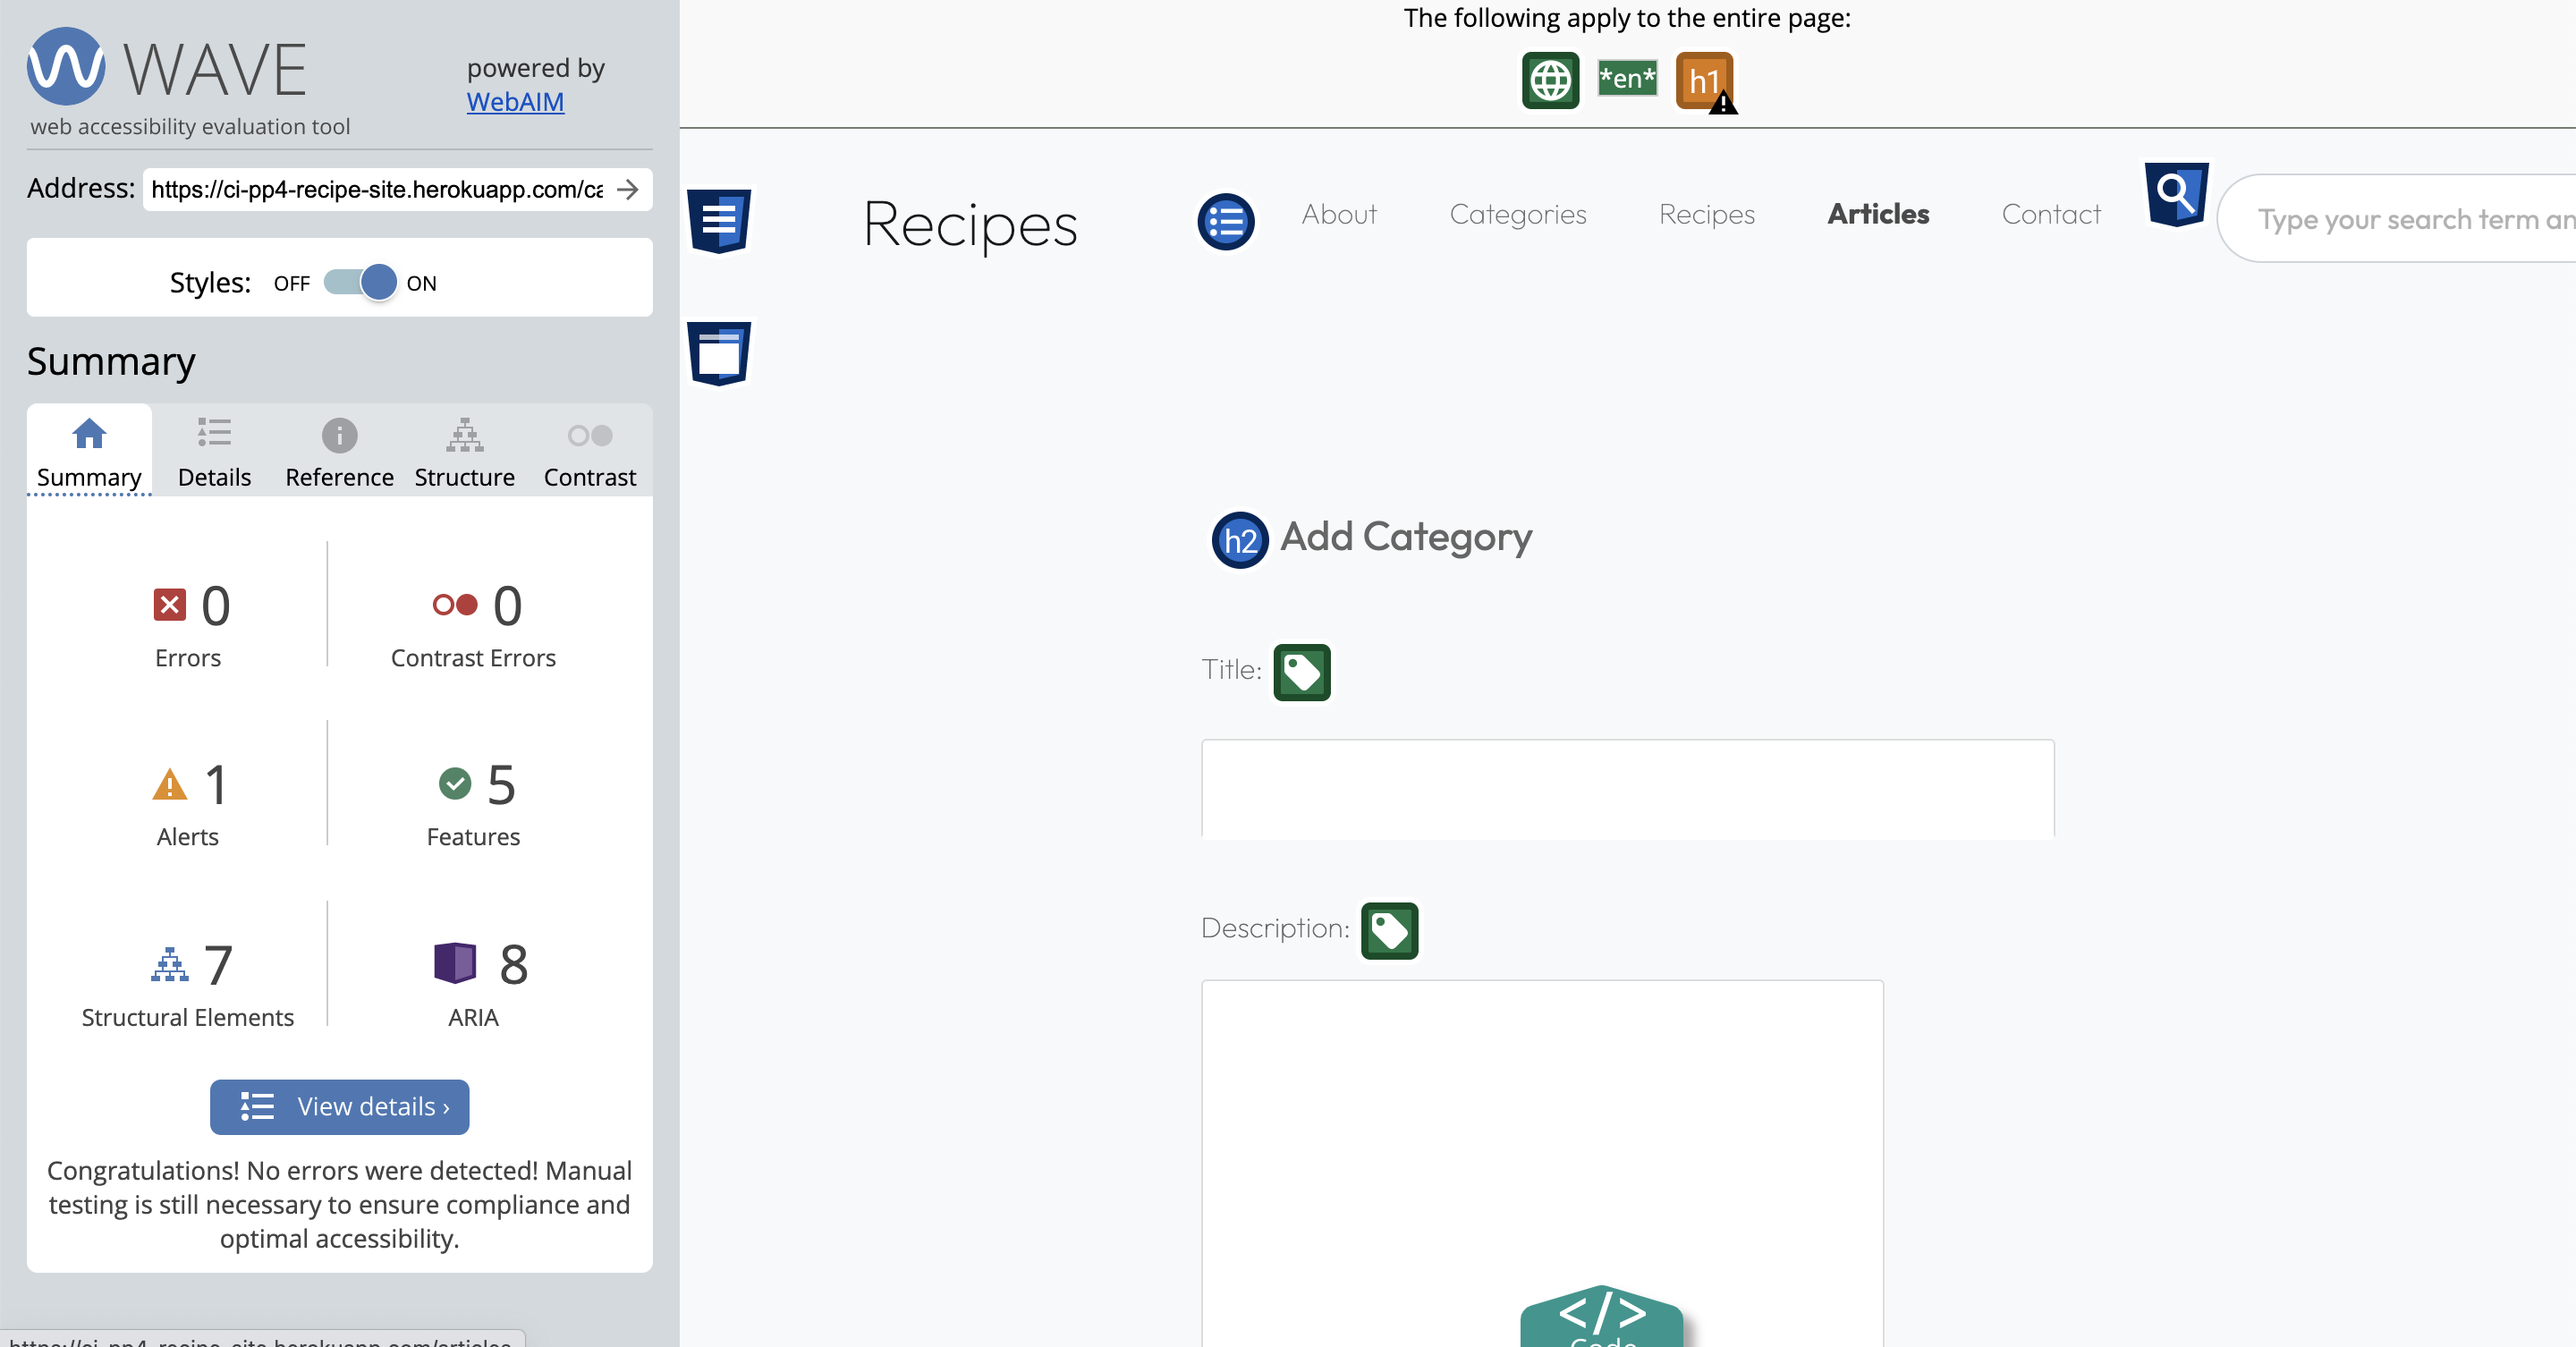 WAVE
powered by
WebAIM
web accessibility evaluation tool
Address: https://ci-pp4-recipe-site.herokuapp.com/ca
Styles: OFF ON
Summary
Summary Details Reference Structure Contrast
0 0
Errors Contrast Errors
1 5
Alerts Features
7 8
Structural Elements ARIA
View details ›
Congratulations! No errors were detected! Manual
testing is still necessary to ensure compliance and
optimal accessibility.
https://ci-pp4-recipe-site.herokuapp.com/articles
The following apply to the entire page:
*en* h1
Recipes About Categories Recipes Articles Contact Type your search term an
h2 Add Category
Title:
Description:
</>
Code